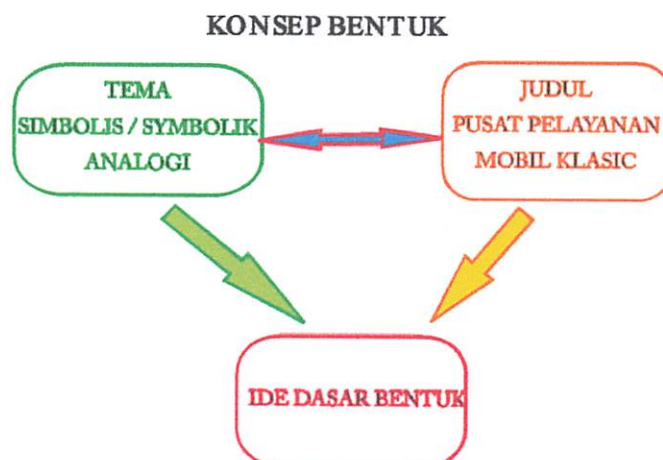 KONSEP BENTUK
TEMA
SIMBOLIS / SYMBOLIK
ANALOGI
JUDUL
PUSAT PELAYANAN
MOBIL KLASIC
IDE DASAR BENTUK